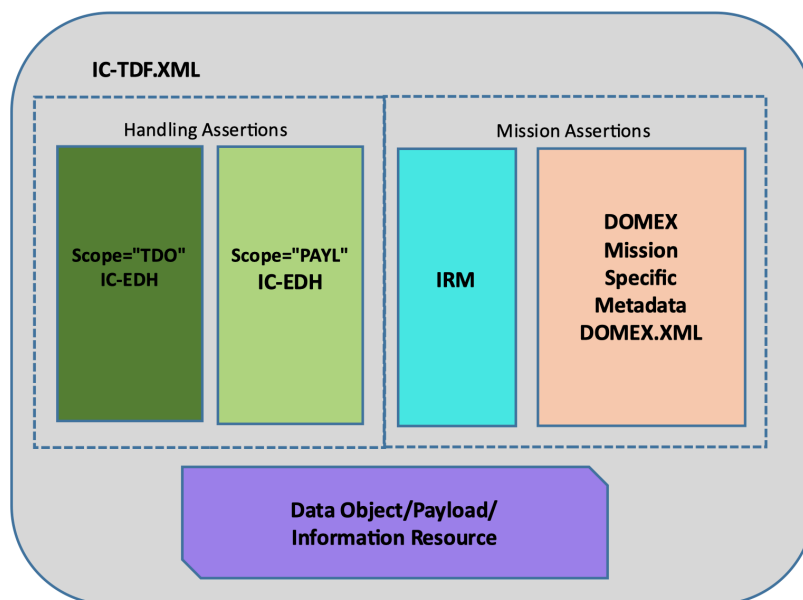 IC-TDF.XML
Handling Assertions
Mission Assertions
Scope="TDO"
IC-EDH
Scope="PAYL"
IC-EDH
IRM
DOMEX
Mission
Specific
Metadata
DOMEX.XML
Data Object/Payload/
Information Resource